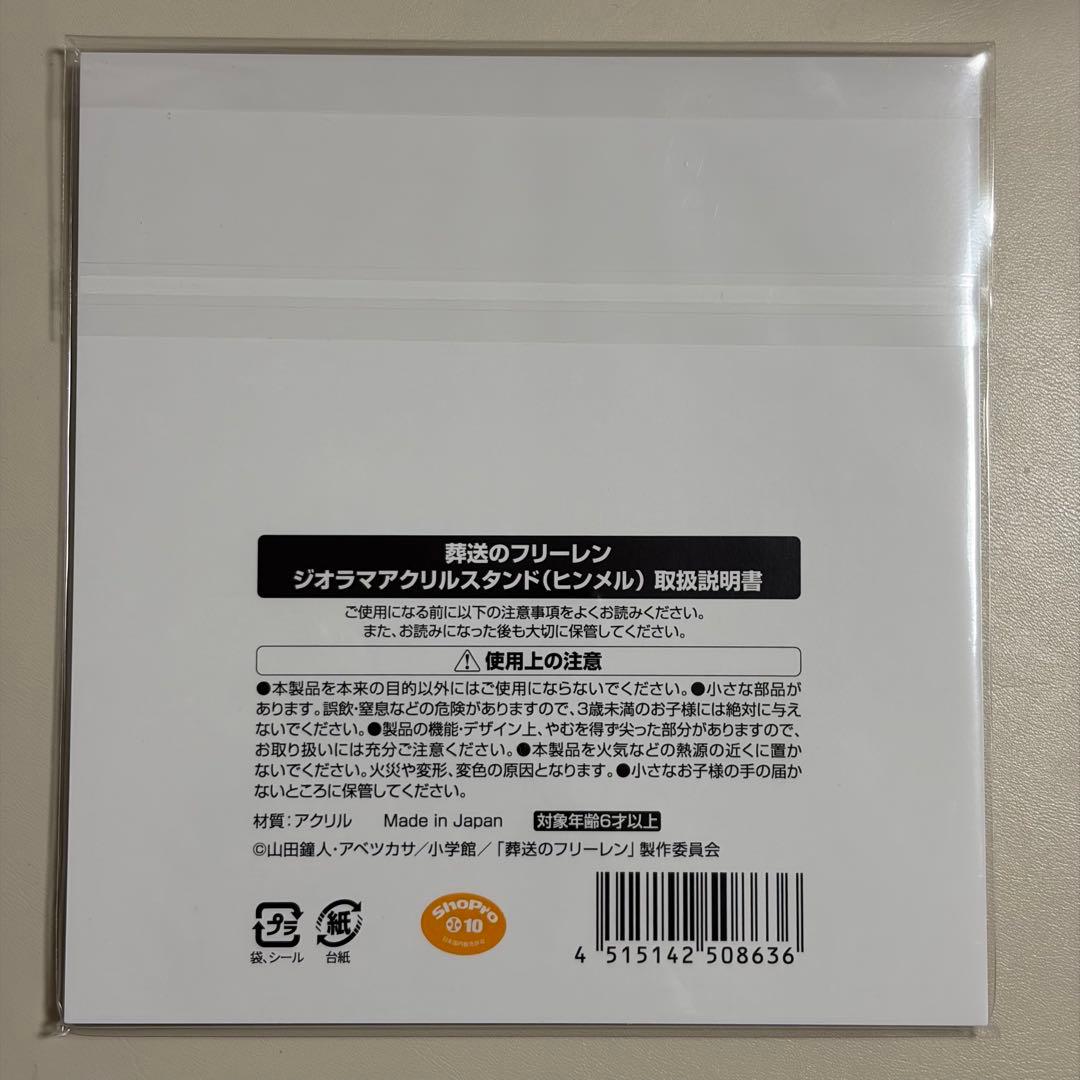 葬送のフリーレン
ジオラマアクリルスタンド(ヒンメル) 取扱説明書
ご使用になる前に以下の注意事項をよくお読みください。
また、お読みになった後も大切に保管してください。
使用上の注意
●本製品を本来の目的以外にはご使用にならないでください。●小さな部品が
あります。誤飲・窒息などの危険がありますので、3歳未満のお子様には絶対に与え
ないでください。●製品の機能・デザイン上、やむを得ず尖った部分がありますので、
お取り扱いには充分ご注意ください。●本製品を火気などの熱源の近くに置か
ないでください。火災や変形、変色の原因となります。●小さなお子様の手の届か
ないところに保管してください。
材質：アクリル Made in Japan 対象年齢6才以上
©山田鐘人・アベツカサ／小学館／「葬送のフリーレン」製作委員会
プラ 紙
袋、シール 台紙
ShoPro
10
日本国内販売許可
4 515142 508636